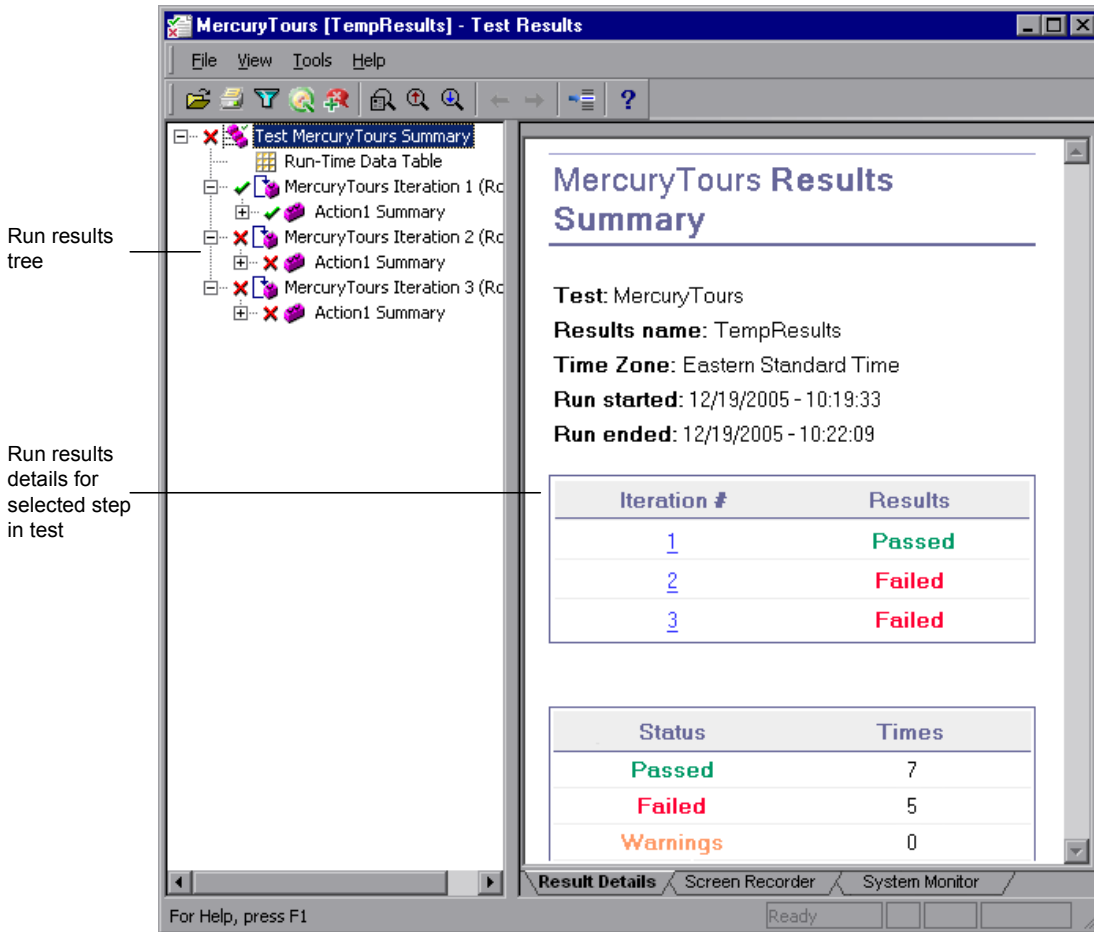 MercuryTours [TempResults] - Test Results
File View Tools Help
Test MercuryTours Summary
Run-Time Data Table
MercuryTours Iteration 1 (Ro
Action1 Summary
MercuryTours Iteration 2 (Ro
Action1 Summary
MercuryTours Iteration 3 (Ro
Action1 Summary
Run results
tree
Run results
details for
selected step
in test
MercuryTours Results
Summary
Test: MercuryTours
Results name: TempResults
Time Zone: Eastern Standard Time
Run started: 12/19/2005 - 10:19:33
Run ended: 12/19/2005 - 10:22:09
Iteration # Results
1 Passed
2 Failed
3 Failed
Status Times
Passed 7
Failed 5
Warnings 0
Result Details Screen Recorder System Monitor
For Help, press F1 Ready